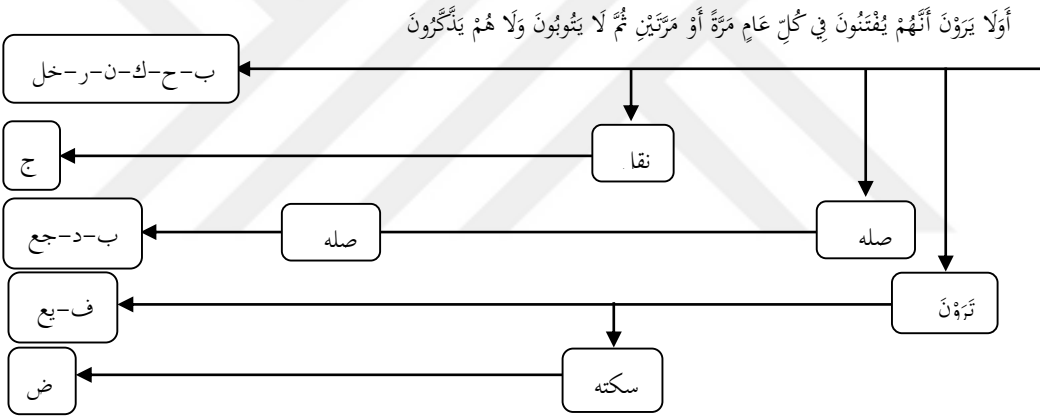 أَوَلَا يَرَوْنَ أَنَّهُمْ يُفْتَنُونَ فِي كُلِّ عَامٍ مَرَّةً أَوْ مَرَّتَيْنِ ثُمَّ لَا يَتُوبُونَ وَلَا هُمْ يَذَّكَّرُونَ
ب-ح-ك-ن-ر-خل
نقل
ج
صله
صله
ب-د-جع
تَرَوْنَ
ف-يع
سكته
ض